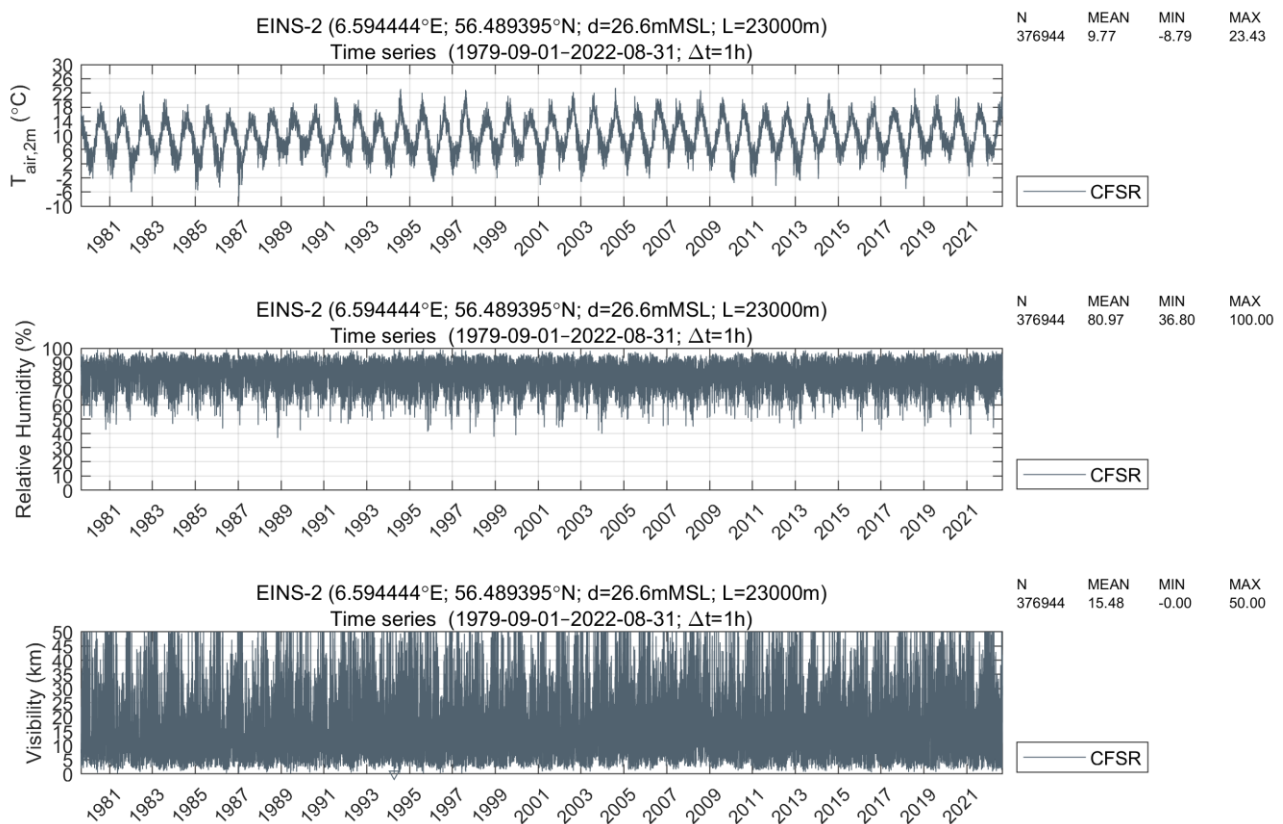 EINS-2 (6.594444°E; 56.489395°N; d=26.6mMSL; L=23000m)
Time series (1979-09-01–2022-08-31; Δt=1h)
N MEAN MIN MAX
376944 9.77 -8.79 23.43
T air,2m (°C)
30
26
22
18
14
10
6
2
-2
-6
-10
1981 1983 1985 1987 1989 1991 1993 1995 1997 1999 2001 2003 2005 2007 2009 2011 2013 2015 2017 2019 2021
CFSR
EINS-2 (6.594444°E; 56.489395°N; d=26.6mMSL; L=23000m)
Time series (1979-09-01–2022-08-31; Δt=1h)
N MEAN MIN MAX
376944 80.97 36.80 100.00
Relative Humidity (%)
100
90
80
70
60
50
40
30
20
10
0
1981 1983 1985 1987 1989 1991 1993 1995 1997 1999 2001 2003 2005 2007 2009 2011 2013 2015 2017 2019 2021
CFSR
EINS-2 (6.594444°E; 56.489395°N; d=26.6mMSL; L=23000m)
Time series (1979-09-01–2022-08-31; Δt=1h)
N MEAN MIN MAX
376944 15.48 -0.00 50.00
Visibility (km)
50
45
40
35
30
25
20
15
10
5
0
1981 1983 1985 1987 1989 1991 1993 1995 1997 1999 2001 2003 2005 2007 2009 2011 2013 2015 2017 2019 2021
CFSR